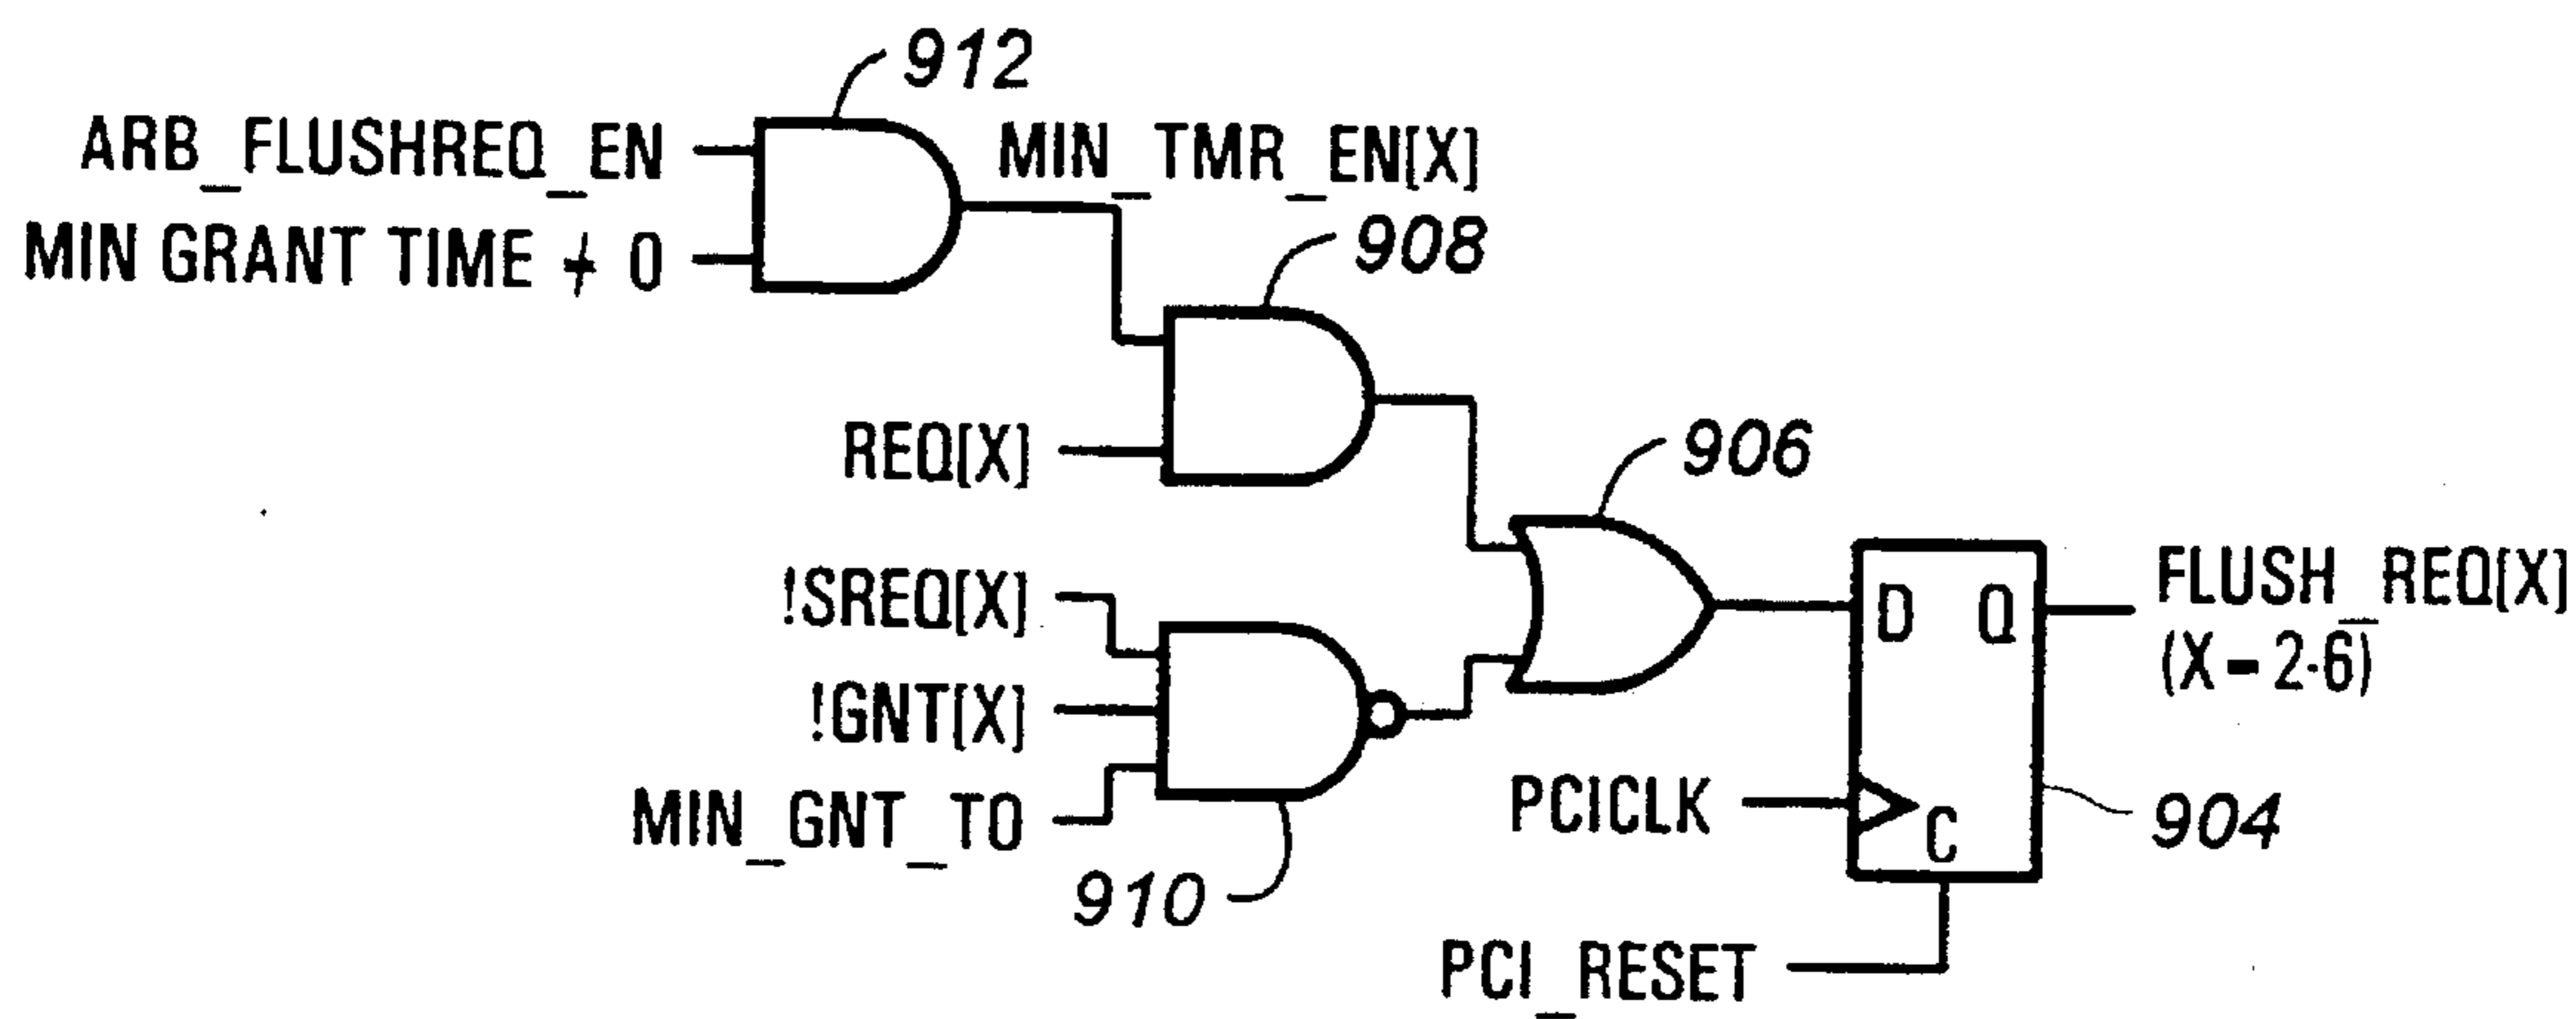 912
ARB_FLUSHREQ_EN
MIN_TMR_EN[X]
MIN GRANT TIME ≠ 0
908
REQ[X]
906
!SREQ[X]
FLUSH_REQ[X]
D Q
(X = 2-6)
!GNT[X]
MIN_GNT_TO
PCICLK
C
904
910
PCI_RESET